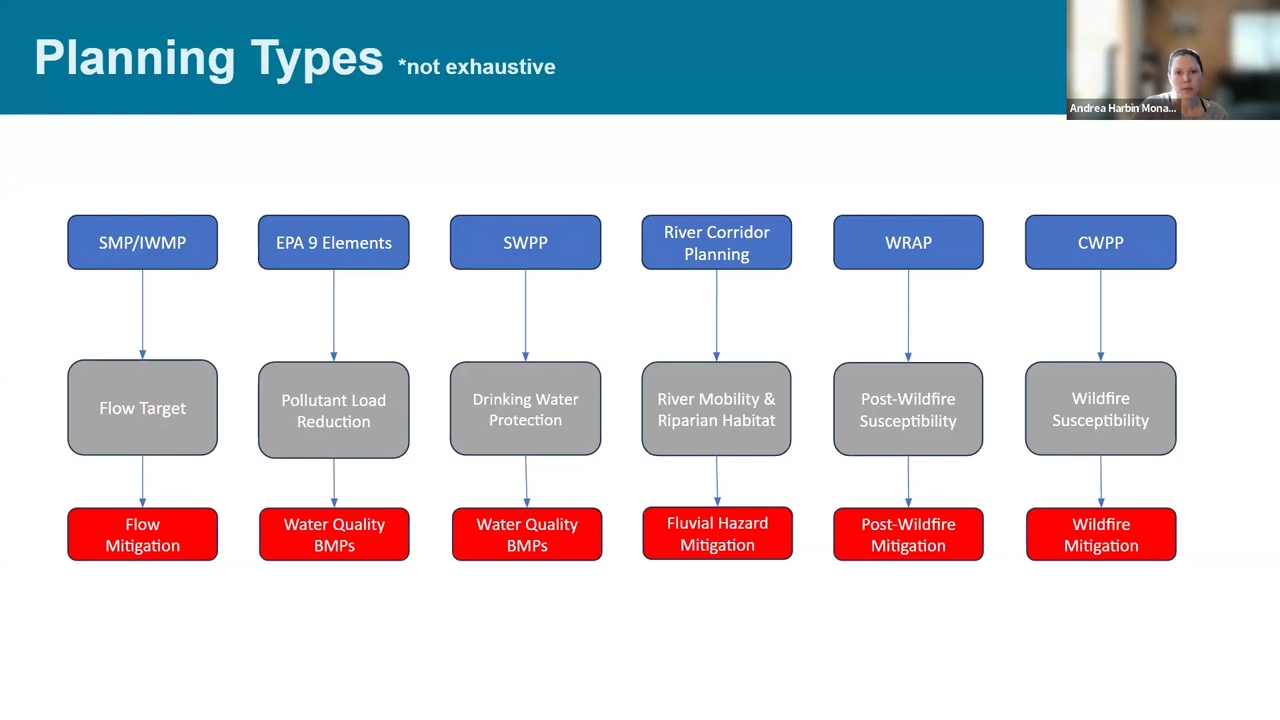 Planning Types *not exhaustive
Andrea Harbin Mona...
SMP/IWMP
EPA 9 Elements
SWPP
River Corridor
Planning
WRAP
CWPP
Flow Target
Pollutant Load
Reduction
Drinking Water
Protection
River Mobility &
Riparian Habitat
Post-Wildfire
Susceptibility
Wildfire
Susceptibility
Flow
Mitigation
Water Quality
BMPs
Water Quality
BMPs
Fluvial Hazard
Mitigation
Post-Wildfire
Mitigation
Wildfire
Mitigation